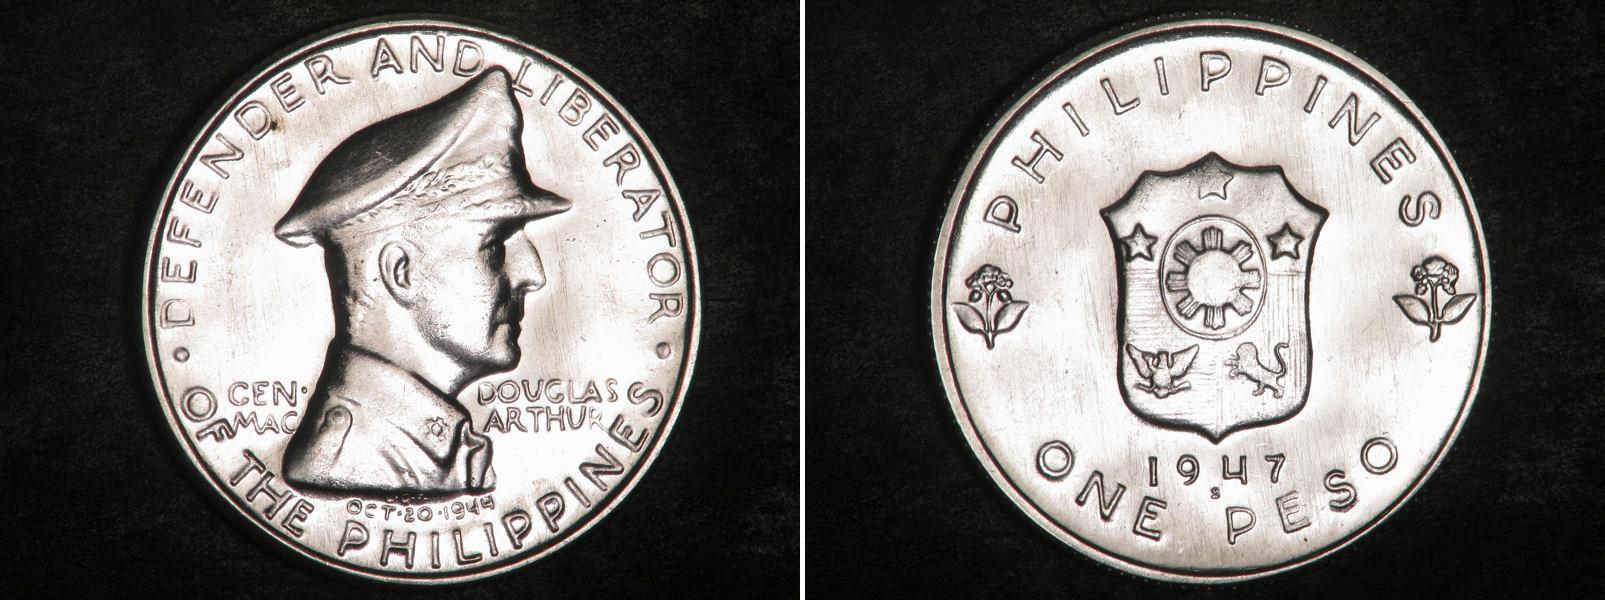 DEFENDER AND LIBERATOR
OF THE PHILIPPINES
GEN· DOUGLAS
MAC ARTHUR
OCT·20·1944
PHILIPPINES
1947
S
ONE PESO